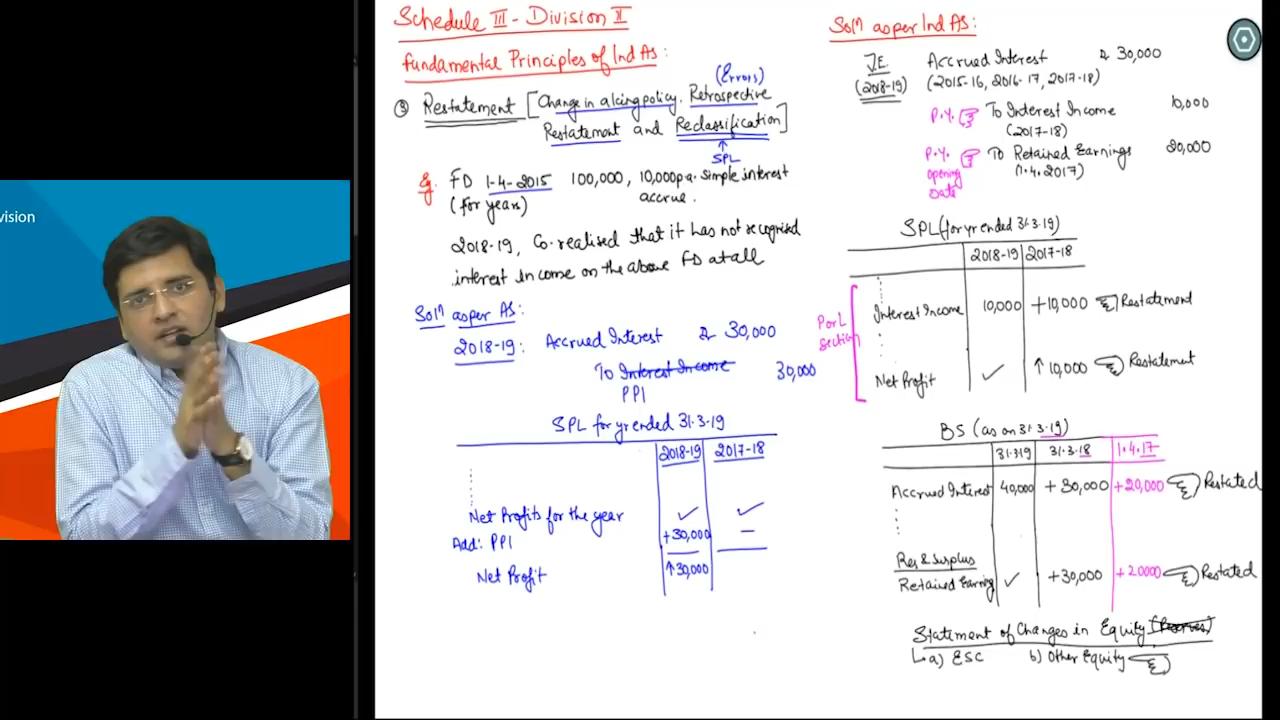 Schedule III - Division II
Fundamental Principles of Ind AS:
③ Restatement [Change in a/cing policy. Retrospective (Errors)
Restatement and Reclassification]
↑
SPL
Eg. FD 1-4-2015 100,000, 10,000 p.a. simple interest
(for years) accrue.
2018-19, Co. realised that it has not recognised
interest income on the above FD at all
Soln as per AS:
2018-19: Accrued Interest Dr 30,000
To Interest Income 30,000
PPI
SPL for yr ended 31.3.19
2018-19 2017-18
Net Profits for the year ✓ ✓
Add: PPI +30,000 —
Net Profit ↑30,000
Soln as per Ind AS:
J.E. Accrued Interest Dr 30,000
(2018-19) (2015-16, 2016-17, 2017-18)
P.Y. To Interest Income 10,000
(2017-18)
P.Y. To Retained Earnings 20,000
opening (1.4.2017)
Date
SPL (for yr ended 31.3.19)
2018-19 2017-18
P or L
section
Interest Income 10,000 +10,000 Restatement
Net Profit ✓ ↑10,000 Restatement
BS (as on 31.3.19)
31.3.19 31.3.18 1.4.17
Accrued Interest 40,000 +30,000 +20,000 Restated
Res & Surplus
Retained Earning ✓ +30,000 +20000 Restated
Statement of Changes in Equity (Reserves)
↳ a) ESC b) Other Equity
vision